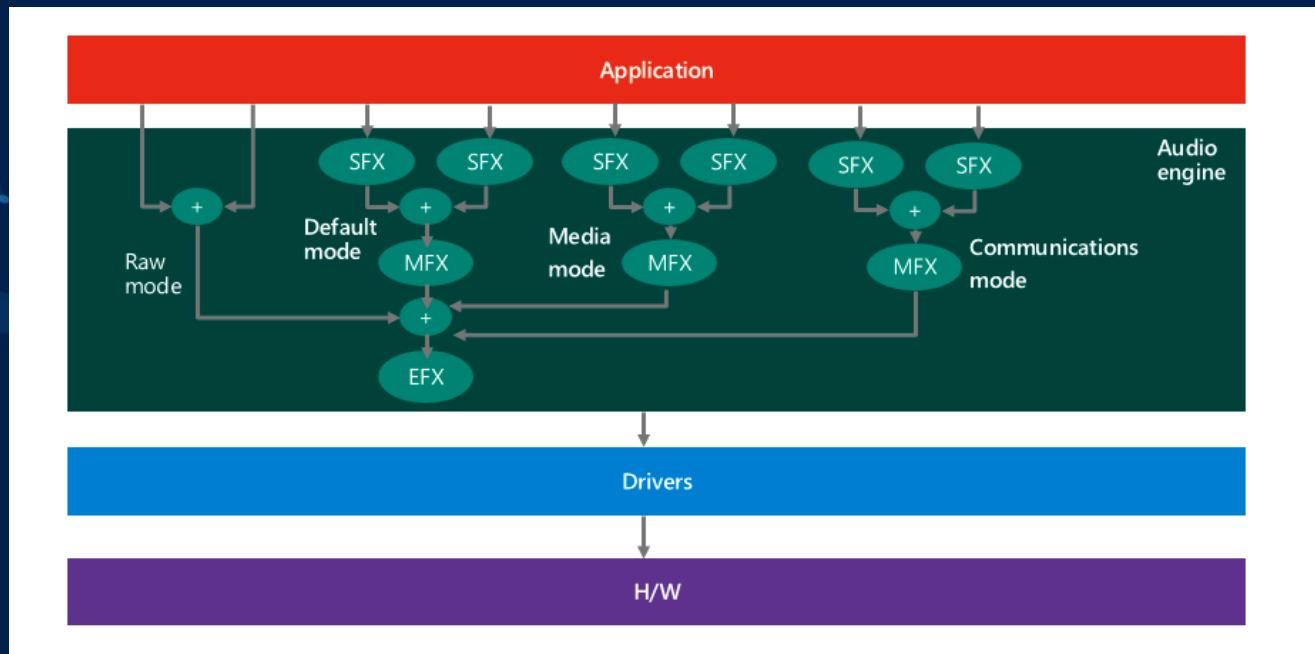 Application
Audio
engine
SFX
SFX
SFX
SFX
SFX
SFX
+
+
+
+
Default
mode
Media
mode
Communications
mode
Raw
mode
MFX
MFX
MFX
+
EFX
Drivers
H/W